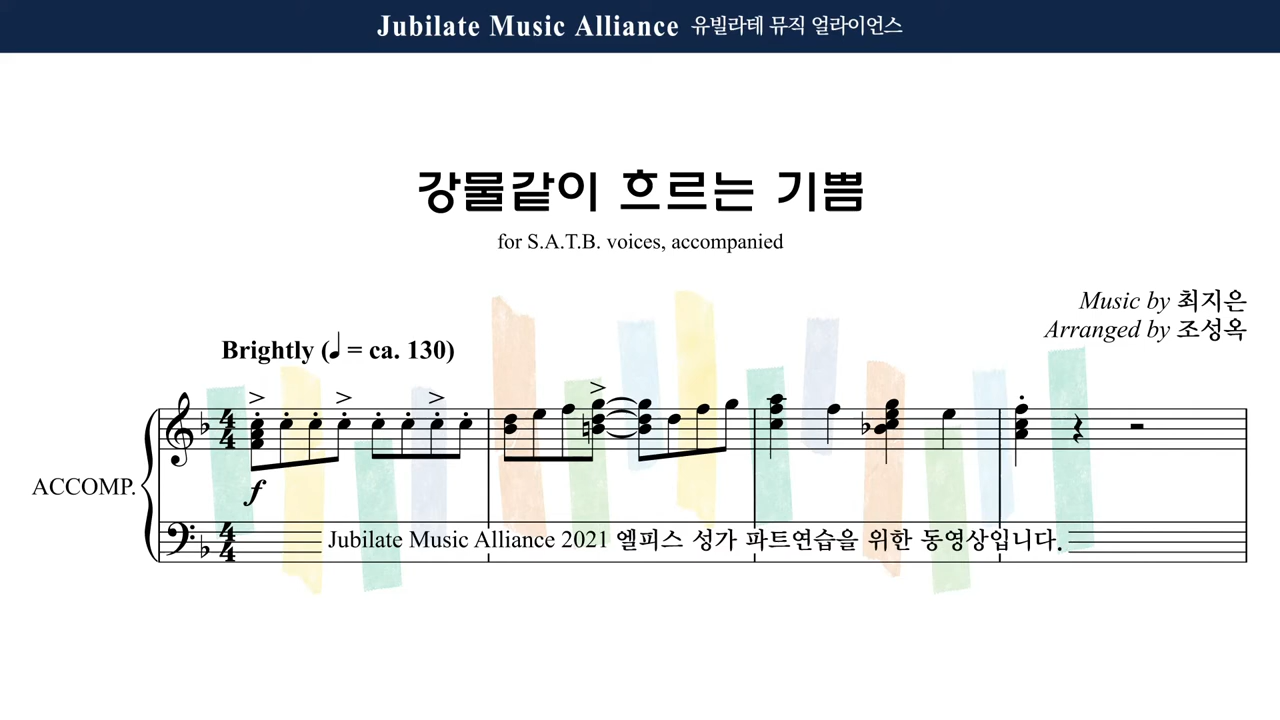 Jubilate Music Alliance 유빌라테 뮤직 얼라이언스
강물같이 흐르는 기쁨
for S.A.T.B. voices, accompanied
Music by 최지은
Arranged by 조성옥
Brightly (♩ = ca. 130)
ACCOMP.
f
Jubilate Music Alliance 2021 엘피스 성가 파트연습을 위한 동영상입니다.